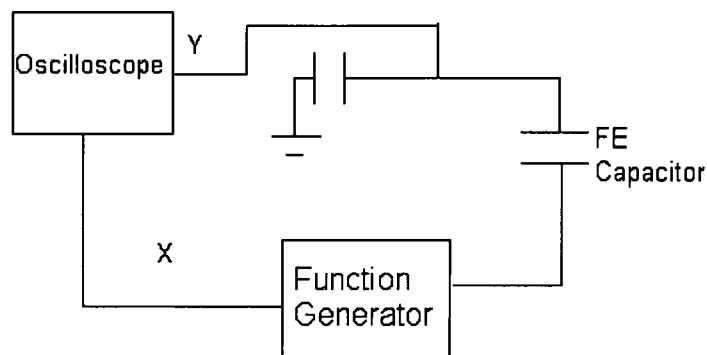 Y
Oscilloscope
FE
Capacitor
X
Function
Generator